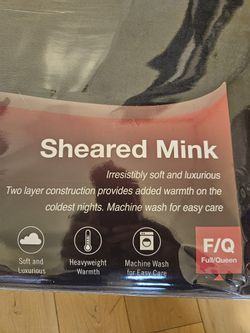 Sheared Mink
Irresistibly soft and luxurious
Two layer construction provides added warmth on the
coldest nights. Machine wash for easy care
Soft and
Luxurious
Heavyweight
Warmth
Machine Wash
for Easy Care
F/Q
Full/Queen